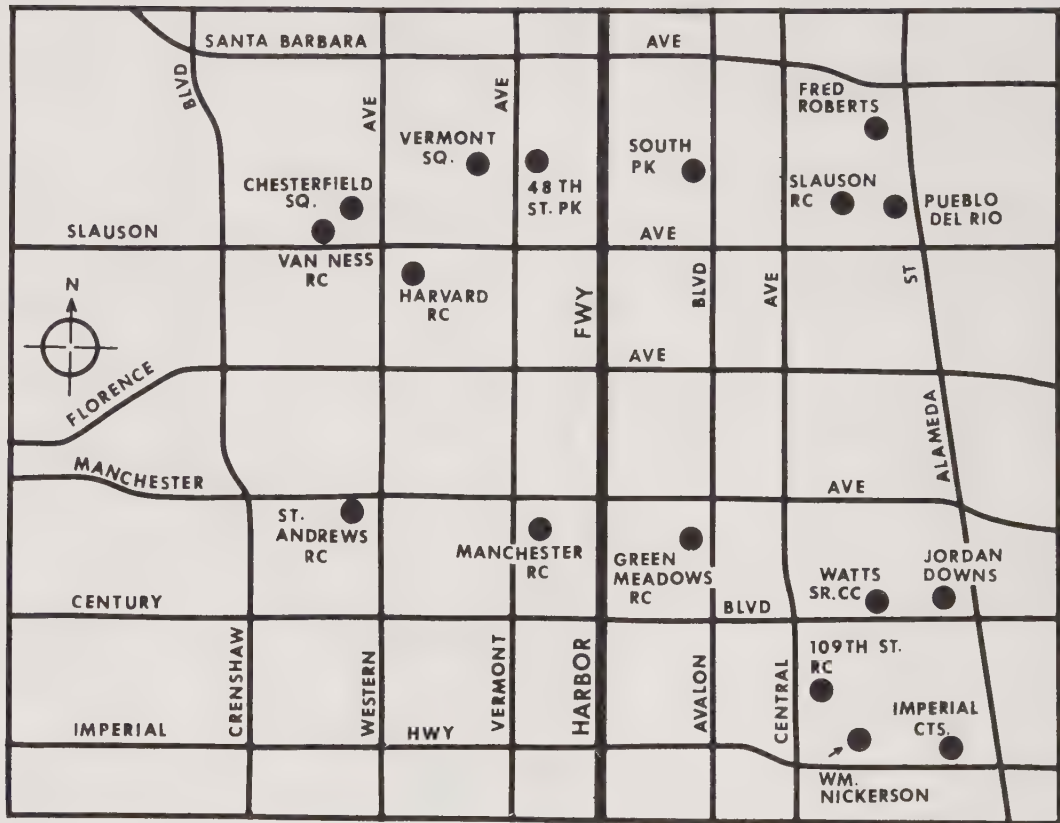 SANTA BARBARA AVE
BLVD
AVE
AVE
FRED
ROBERTS
VERMONT
SQ.
48 TH
ST. PK
SOUTH
PK
CHESTERFIELD
SQ.
SLAUSON
RC
PUEBLO
DEL RIO
SLAUSON AVE
VAN NESS
RC
HARVARD
RC
N
FWY
BLVD
AVE
ST
FLORENCE AVE
ALAMEDA
MANCHESTER AVE
ST.
ANDREWS
RC
MANCHESTER
RC
GREEN
MEADOWS
RC
WATTS
SR.CC
JORDAN
DOWNS
CENTURY BLVD
CRENSHAW
WESTERN
VERMONT
HARBOR
AVALON
CENTRAL
109TH ST.
RC
IMPERIAL
CTS.
IMPERIAL HWY
WM.
NICKERSON